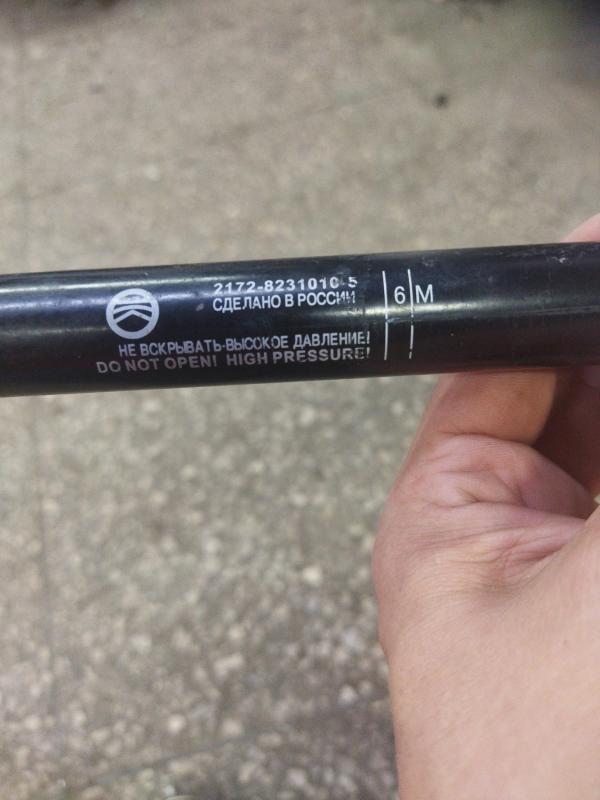 2172-8231010-5
СДЕЛАНО В РОССИИ
6 M
НЕ ВСКРЫВАТЬ-ВЫСОКОЕ ДАВЛЕНИЕ!
DO NOT OPEN! HIGH PRESSURE!